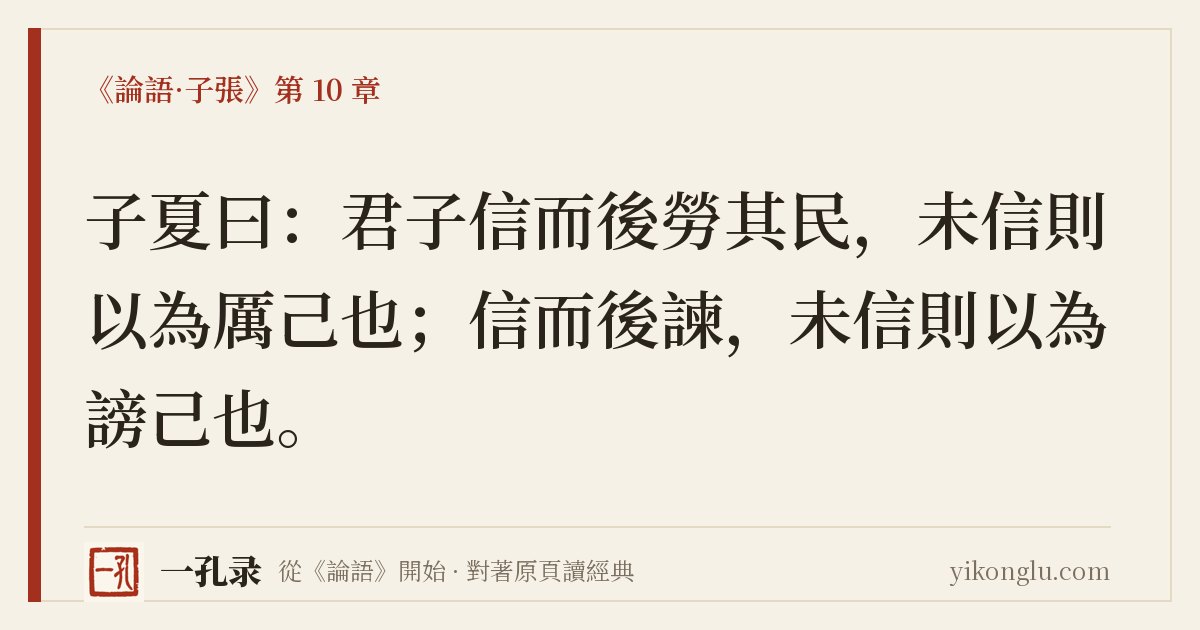 《論語·子張》第 10 章
子夏曰：君子信而後勞其民，未信則
以為厲己也；信而後諫，未信則以為
謗己也。
一孔
一孔录 從《論語》開始 · 對著原頁讀經典
yikonglu.com